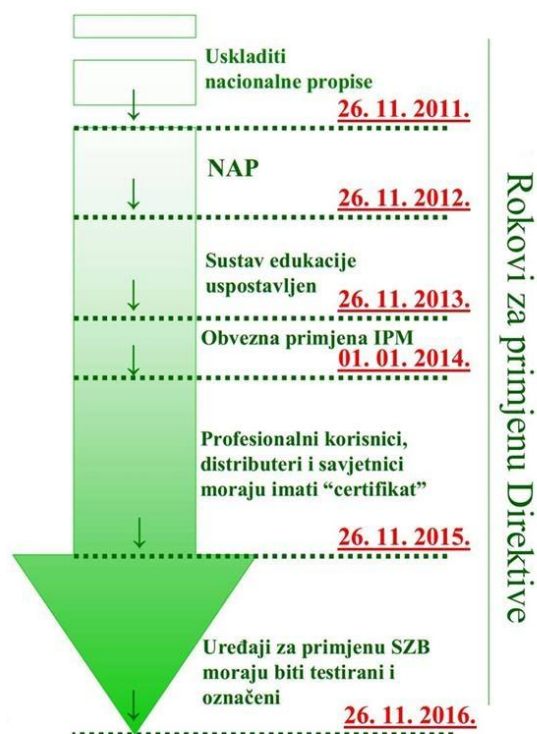 Uskladiti
nacionalne propise
26. 11. 2011.
NAP
26. 11. 2012.
Sustav edukacije
uspostavljen
26. 11. 2013.
Obvezna primjena IPM
01. 01. 2014.
Profesionalni korisnici,
distributeri i savjetnici
moraju imati “certifikat”
26. 11. 2015.
Uređaji za primjenu SZB
moraju biti testirani i
označeni
26. 11. 2016.
Rokovi za primjenu Direktive